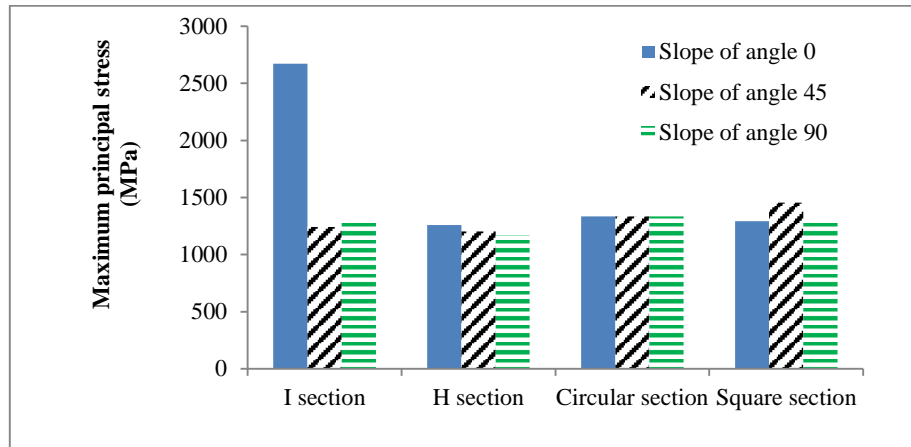 3000
2500
2000
1500
1000
500
0
Maximum principal stress
(MPa)
Slope of angle 0
Slope of angle 45
Slope of angle 90
I section
H section
Circular section
Square section